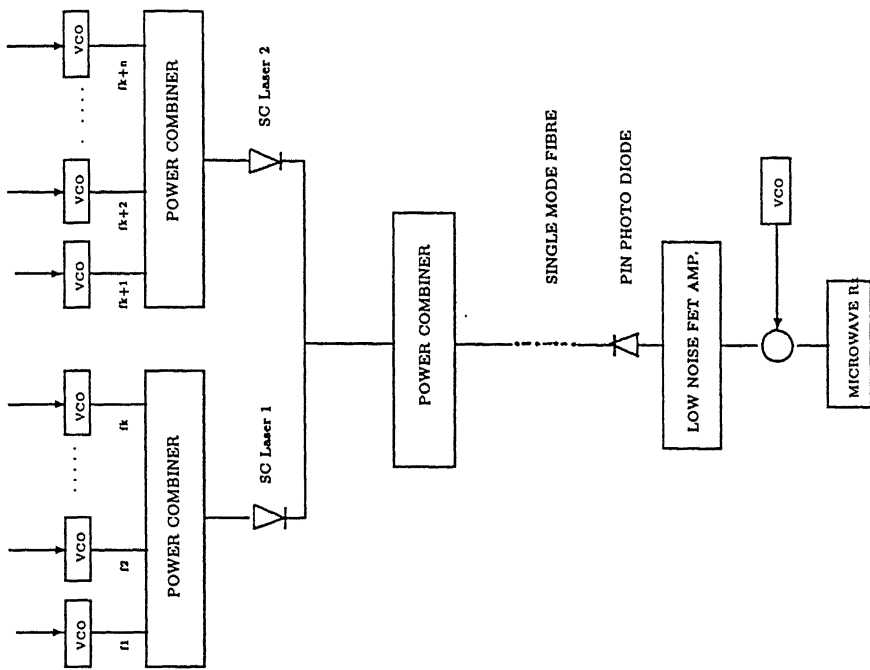 VCO VCO VCO VCO VCO VCO
f1 f2 fk fk+1 fk+2 fk+n
POWER COMBINER POWER COMBINER
SC Laser 1 SC Laser 2
POWER COMBINER
SINGLE MODE FIBRE
PIN PHOTO DIODE
LOW NOISE FET AMP.
VCO
MICROWAVE